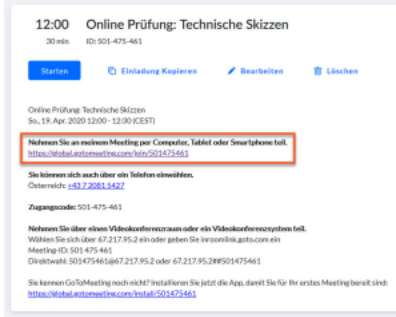 12:00 Online Prüfung: Technische Skizzen
30 min ID: 501-475-461
Starten Einladung Kopieren Bearbeiten Löschen
Online Prüfung: Technische Skizzen
So., 19. Apr. 2020 12:00 - 12:30 (CEST)
Nehmen Sie an meinem Meeting per Computer, Tablet oder Smartphone teil.
https://global.gotomeeting.com/join/501475461
Sie können sich auch über ein Telefon einwählen.
Österreich: +43 7 2081 5427
Zugangscode: 501-475-461
Nehmen Sie über einen Videokonferenzraum oder ein Videokonferenzsystem teil.
Wählen Sie sich über 67.217.95.2 ein oder geben Sie inroomlink.goto.com ein
Meeting-ID: 501 475 461
Direktwahl: 501475461@67.217.95.2 oder 67.217.95.2##501475461
Sie kennen GoToMeeting noch nicht? Installieren Sie jetzt die App, damit Sie für Ihr erstes Meeting bereit sind:
https://global.gotomeeting.com/install/501475461